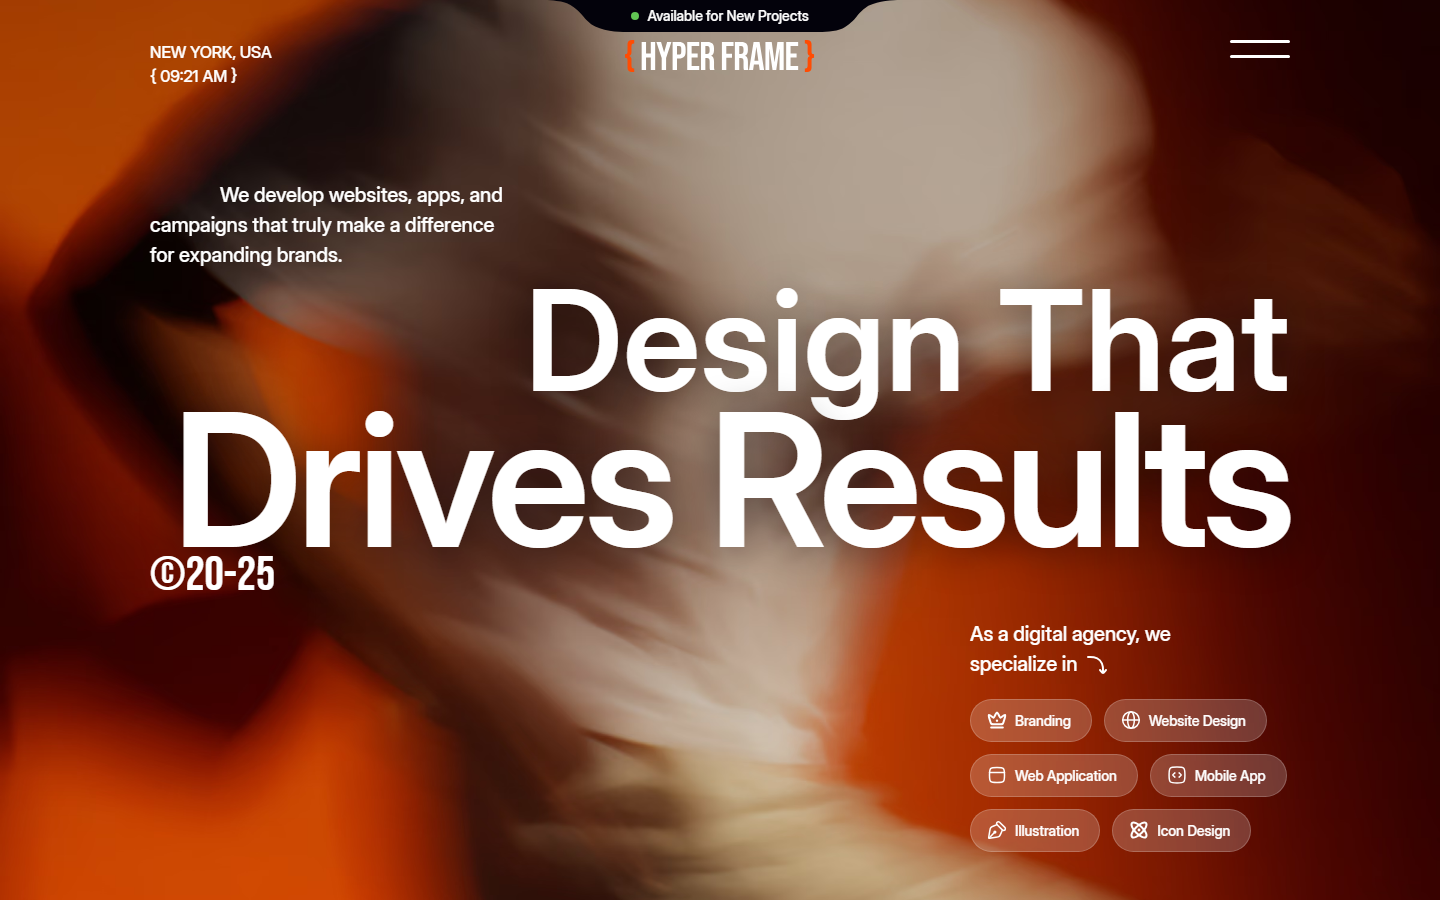 Available for New Projects
NEW YORK, USA
{ 09:21 AM }
{ HYPER FRAME }
We develop websites, apps, and
campaigns that truly make a difference
for expanding brands.
Design That
Drives Results
©20-25
As a digital agency, we
specialize in
Branding
Website Design
Web Application
Mobile App
Illustration
Icon Design